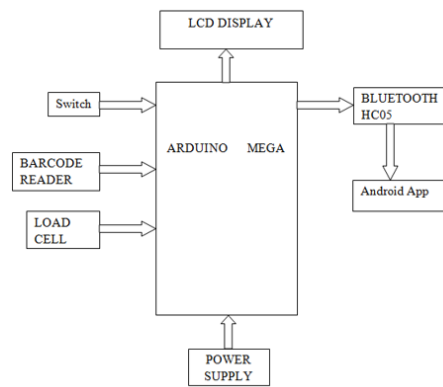 LCD DISPLAY
Switch
BLUETOOTH
HC05
ARDUINO MEGA
BARCODE
READER
Android App
LOAD
CELL
POWER
SUPPLY